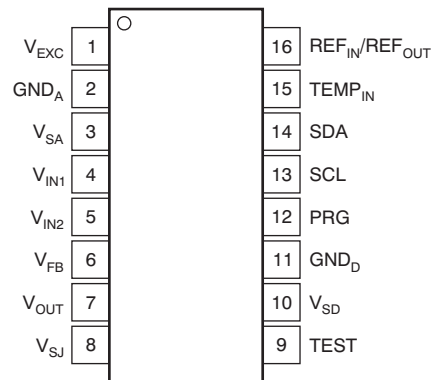 V_EXC 1 16 REF_IN/REF_OUT
GND_A 2 15 TEMP_IN
V_SA 3 14 SDA
V_IN1 4 13 SCL
V_IN2 5 12 PRG
V_FB 6 11 GND_D
V_OUT 7 10 V_SD
V_SJ 8 9 TEST